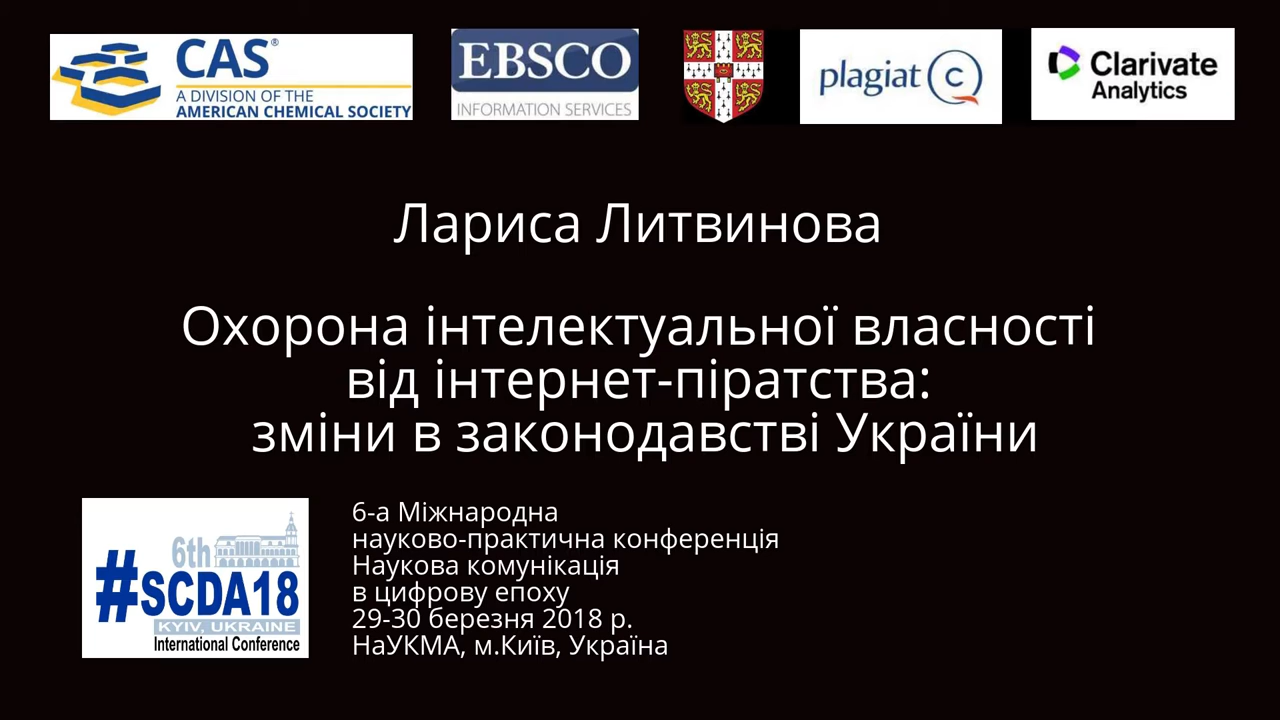 CAS®
A DIVISION OF THE
AMERICAN CHEMICAL SOCIETY
EBSCO
INFORMATION SERVICES
plagiat c
Clarivate
Analytics
Лариса Литвинова
Охорона інтелектуальної власності
від інтернет-піратства:
зміни в законодавстві України
6th
#SCDA18
KYIV, UKRAINE
International Conference
6-а Міжнародна
науково-практична конференція
Наукова комунікація
в цифрову епоху
29-30 березня 2018 р.
НаУКМА, м.Київ, Україна